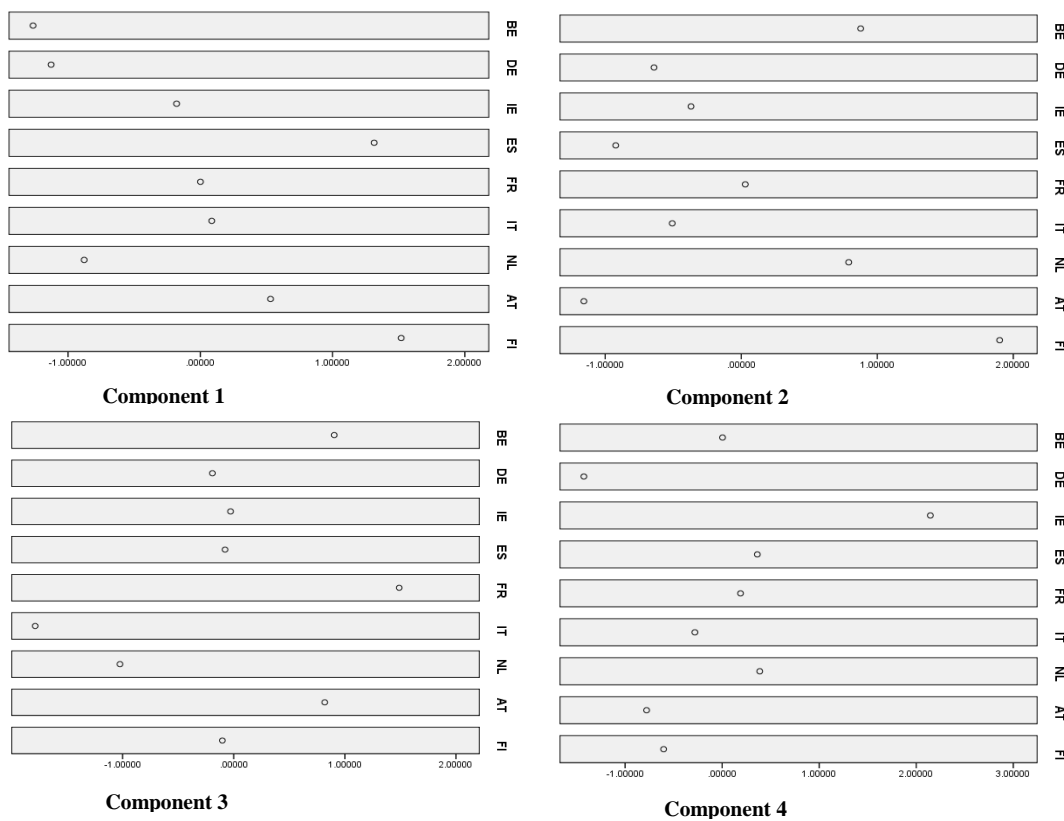 BE
DE
IE
ES
FR
IT
NL
AT
FI
-1.00000 .00000 1.00000 2.00000
Component 1
BE
DE
IE
ES
FR
IT
NL
AT
FI
-1.00000 .00000 1.00000 2.00000
Component 2
BE
DE
IE
ES
FR
IT
NL
AT
FI
-1.00000 .00000 1.00000 2.00000
Component 3
BE
DE
IE
ES
FR
IT
NL
AT
FI
-1.00000 .00000 1.00000 2.00000 3.00000
Component 4